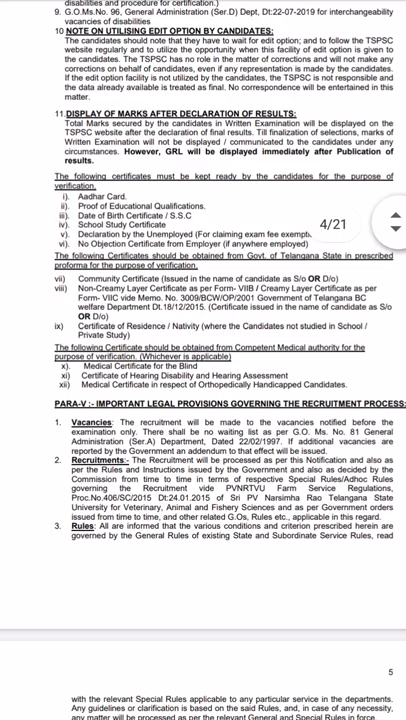 disabilities and procedure for certification.)
9. G.O.Ms.No. 96, General Administration (Ser.D) Dept, Dt:22-07-2019 for interchangeability
vacancies of disabilities
10 NOTE ON UTILISING EDIT OPTION BY CANDIDATES:
The candidates should note that they have to wait for edit option; and to follow the TSPSC
website regularly and to utilize the opportunity when this facility of edit option is given to
the candidates. The TSPSC has no role in the matter of corrections and will not make any
corrections on behalf of candidates, even if any representation is made by the candidates.
If the edit option facility is not utilized by the candidates, the TSPSC is not responsible and
the data already available is treated as final. No correspondence will be entertained in this
matter.
11.DISPLAY OF MARKS AFTER DECLARATION OF RESULTS:
Total Marks secured by the candidates in Written Examination will be displayed on the
TSPSC website after the declaration of final results. Till finalization of selections, marks of
Written Examination will not be displayed / communicated to the candidates under any
circumstances. However, GRL will be displayed immediately after Publication of
results.
The following certificates must be kept ready by the candidates for the purpose of
verification.
i). Aadhar Card.
ii). Proof of Educational Qualifications.
iii). Date of Birth Certificate / S.S.C
iv). School Study Certificate
v). Declaration by the Unemployed (For claiming exam fee exempti
4/21
vi). No Objection Certificate from Employer (if anywhere employed)
The following Certificates should be obtained from Govt. of Telangana State in prescribed
proforma for the purpose of verification.
vii) Community Certificate (Issued in the name of candidate as S/o OR D/o)
viii) Non-Creamy Layer Certificate as per Form- VIIB / Creamy Layer Certificate as per
Form- VIIC vide Memo. No. 3009/BCW/OP/2001 Government of Telangana BC
welfare Department Dt.18/12/2015. (Certificate issued in the name of candidate as S/o
OR D/o)
ix) Certificate of Residence / Nativity (where the Candidates not studied in School /
Private Study)
The following Certificate should be obtained from Competent Medical authority for the
purpose of verification. (Whichever is applicable)
x). Medical Certificate for the Blind
xi) Certificate of Hearing Disability and Hearing Assessment
xii) Medical Certificate in respect of Orthopedically Handicapped Candidates.
PARA-V :- IMPORTANT LEGAL PROVISIONS GOVERNING THE RECRUITMENT PROCESS:
1. Vacancies: The recruitment will be made to the vacancies notified before the
examination only. There shall be no waiting list as per G.O. Ms. No. 81 General
Administration (Ser.A) Department, Dated 22/02/1997. If additional vacancies are
reported by the Government an addendum to that effect will be issued.
2. Recruitments:- The Recruitment will be processed as per this Notification and also as
per the Rules and Instructions issued by the Government and also as decided by the
Commission from time to time in terms of respective Special Rules/Adhoc Rules
governing the Recruitment vide PVNRTVU Farm Service Regulations,
Proc.No.406/SC/2015 Dt:24.01.2015 of Sri PV Narsimha Rao Telangana State
University for Veterinary, Animal and Fishery Sciences and as per Government orders
issued from time to time, and other related G.Os, Rules etc., applicable in this regard.
3. Rules: All are informed that the various conditions and criterion prescribed herein are
governed by the General Rules of existing State and Subordinate Service Rules, read
5
with the relevant Special Rules applicable to any particular service in the departments.
Any guidelines or clarification is based on the said Rules, and, in case of any necessity,
any matter will be processed as per the relevant General and Special Rules in force.